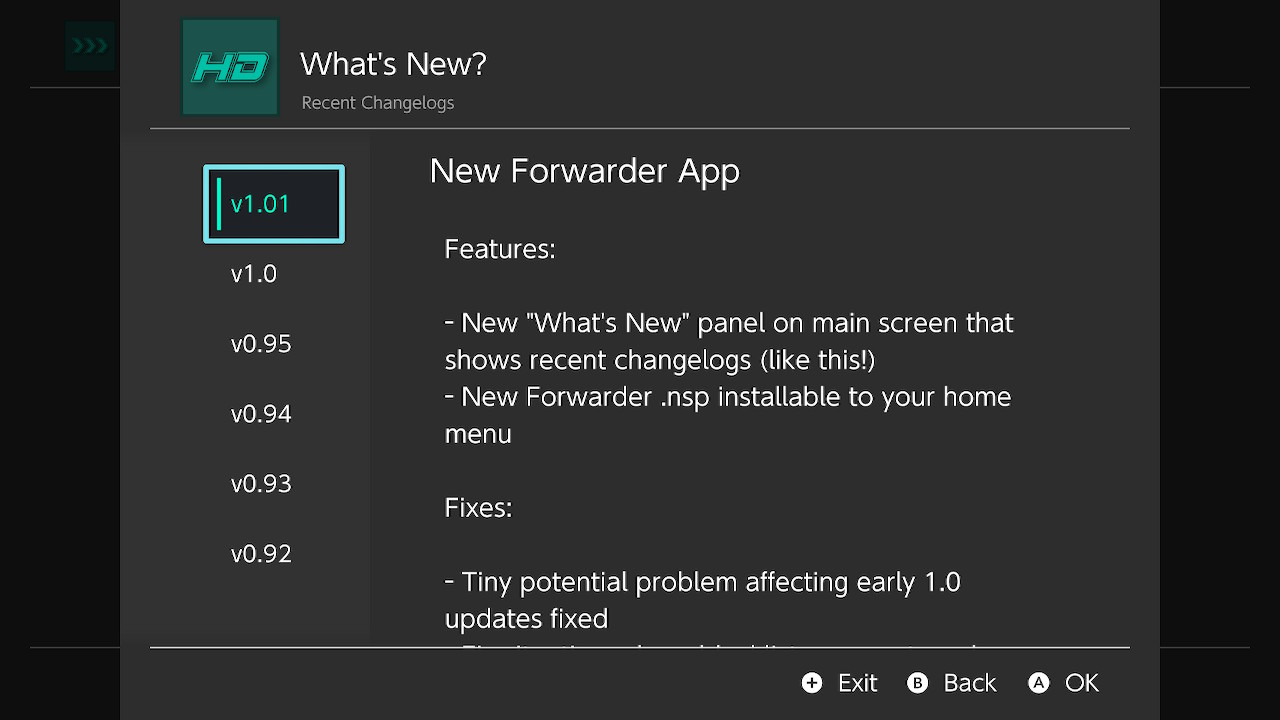 HD
What's New?
Recent Changelogs
v1.01
v1.0
v0.95
v0.94
v0.93
v0.92
New Forwarder App
Features:
- New "What's New" panel on main screen that
shows recent changelogs (like this!)
- New Forwarder .nsp installable to your home
menu
Fixes:
- Tiny potential problem affecting early 1.0
updates fixed
+ Exit
B Back
A OK